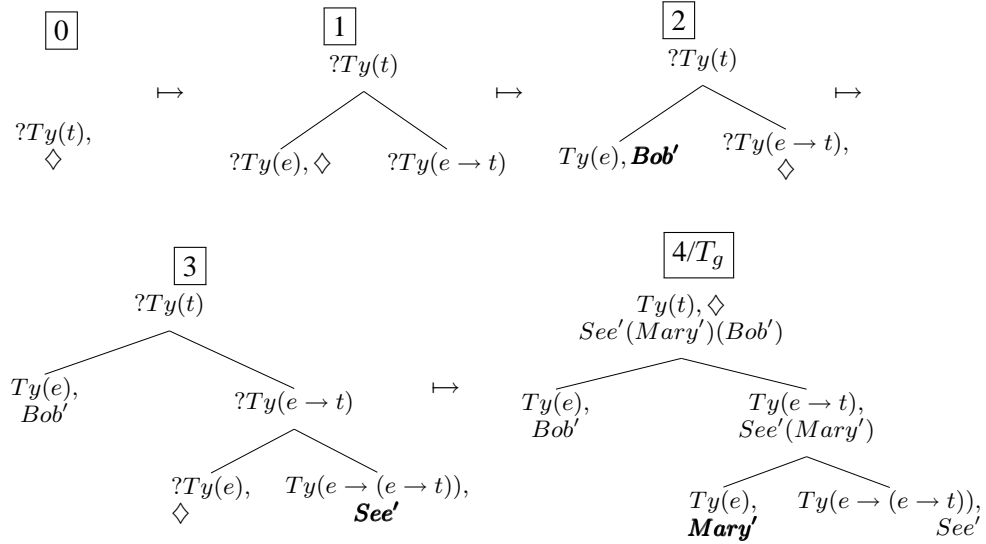 0 1 2
?Ty(t), ◇ ↦ ?Ty(t) ↦ ?Ty(t) ↦
?Ty(e), ◇ ?Ty(e → t) Ty(e), Bob′ ?Ty(e → t), ◇
3 4/T_g
?Ty(t) Ty(t), ◇
See′(Mary′)(Bob′)
Ty(e), ?Ty(e → t) ↦ Ty(e), Ty(e → t),
Bob′ Bob′ See′(Mary′)
?Ty(e), Ty(e → (e → t)), Ty(e), Ty(e → (e → t)),
◇ See′ Mary′ See′